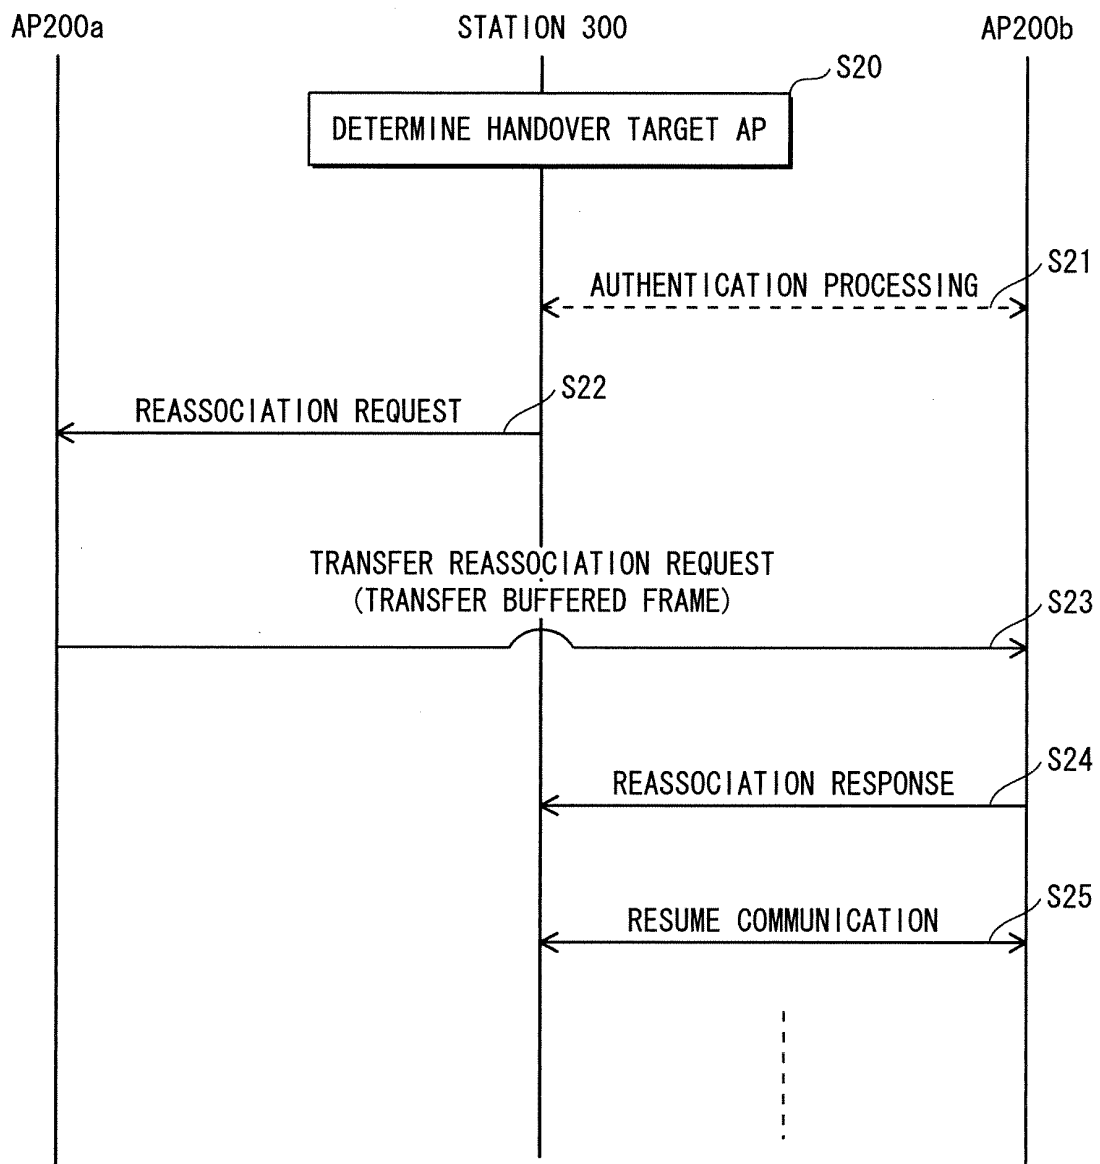 AP200a STATION 300 AP200b
S20
DETERMINE HANDOVER TARGET AP
S21
AUTHENTICATION PROCESSING
S22
REASSOCIATION REQUEST
TRANSFER REASSOCIATION REQUEST
(TRANSFER BUFFERED FRAME)
S23
S24
REASSOCIATION RESPONSE
S25
RESUME COMMUNICATION